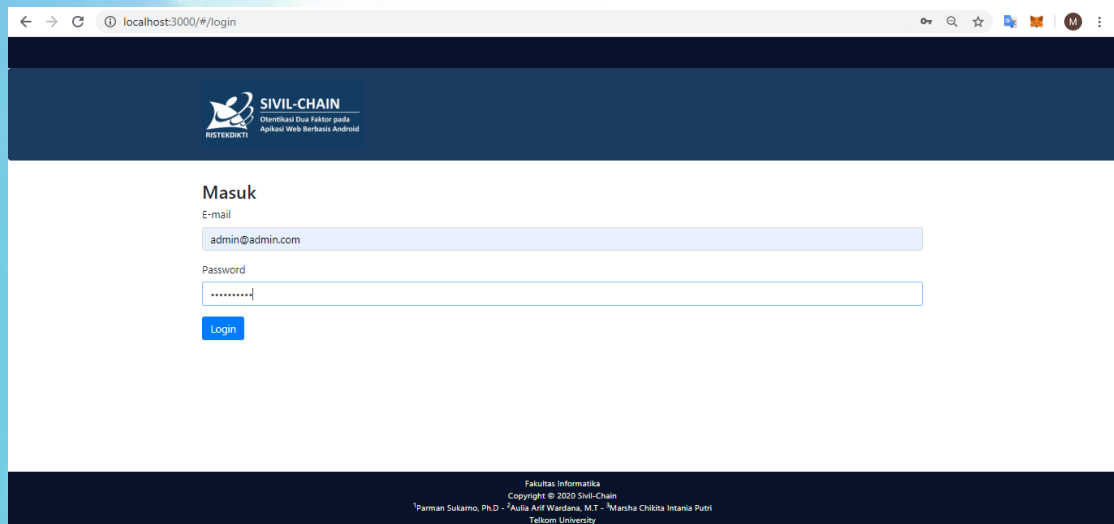 localhost:3000/#/login
M
SIVIL-CHAIN
Otentikasi Dua Faktor pada
Apikasi Web Berbasis Android
RISTEKDIKTI
Masuk
E-mail
admin@admin.com
Password
••••••••••
Login
Fakultas Informatika
Copyright © 2020 Sivil-Chain
¹Parman Sukarno, Ph.D - ²Aulia Arif Wardana, M.T - ³Marsha Chikita Intania Putri
Telkom University